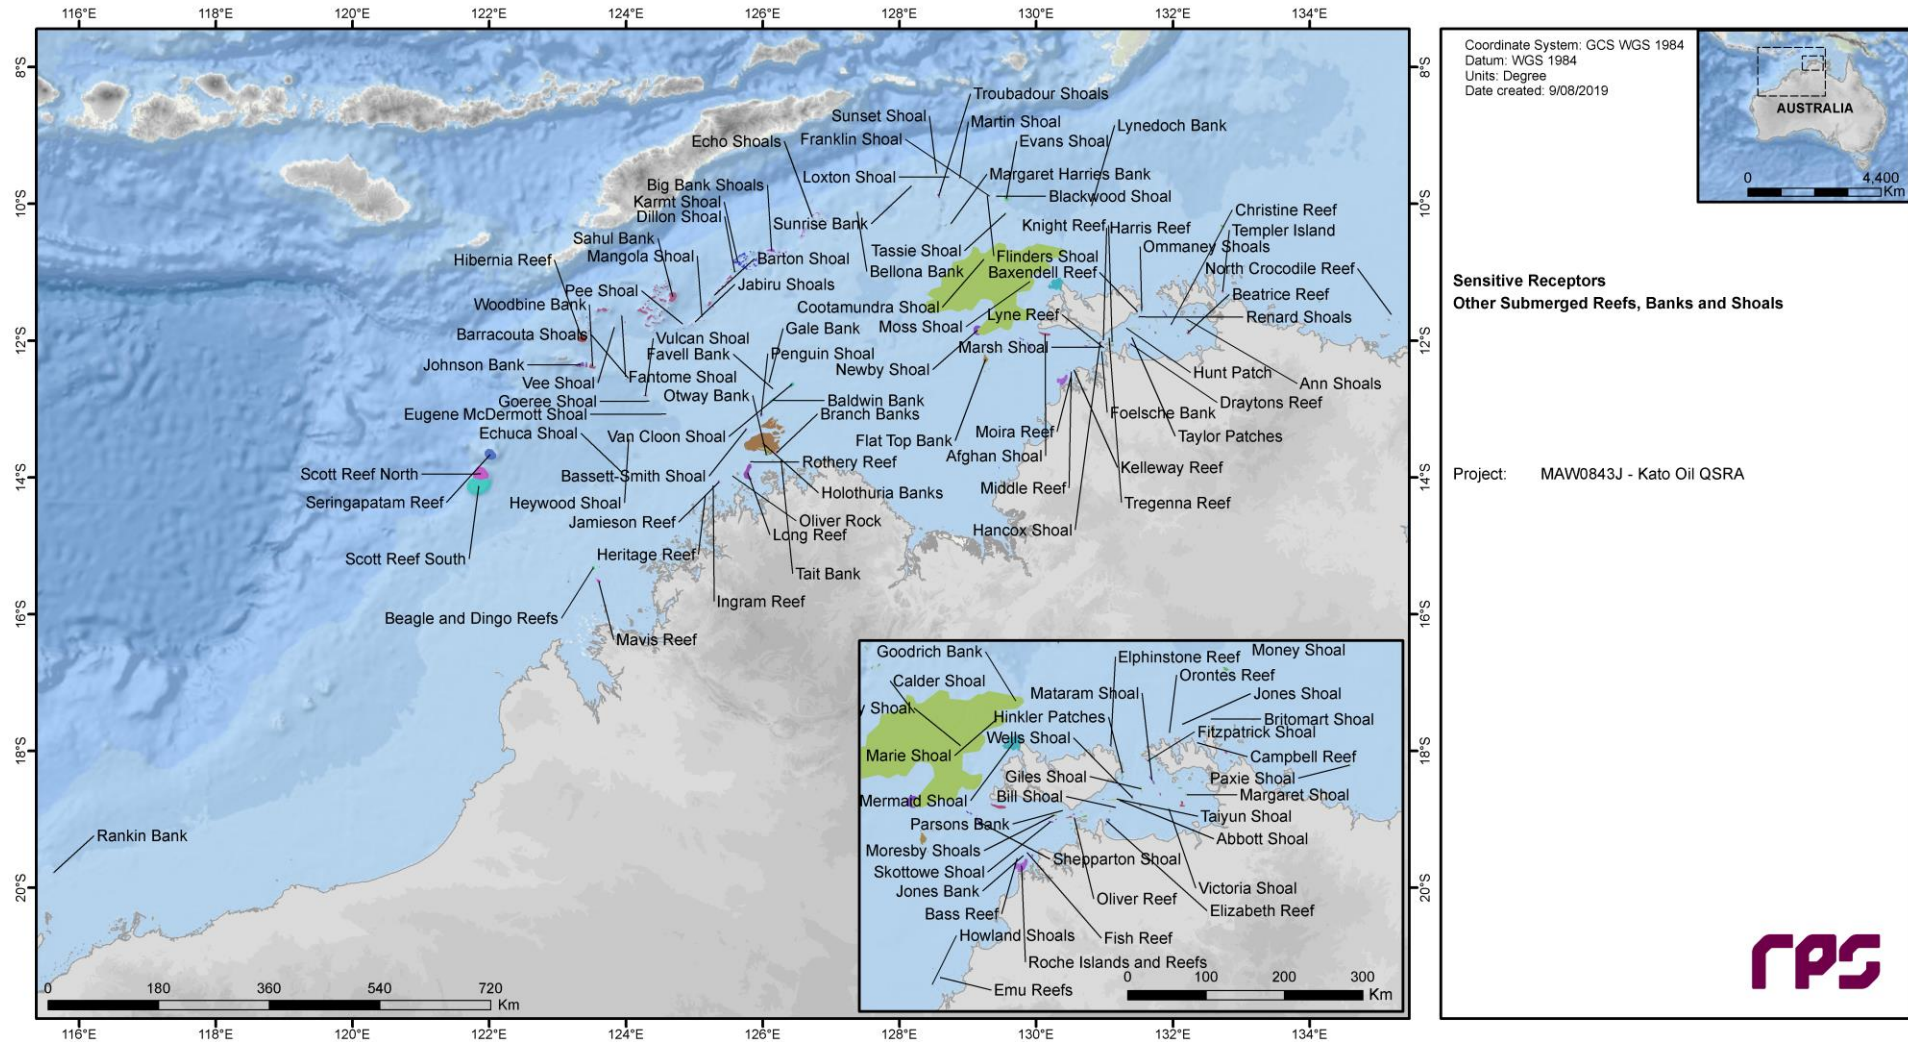 116°E 118°E 120°E 122°E 124°E 126°E 128°E 130°E 132°E 134°E
8°S
10°S
12°S
14°S
16°S
18°S
20°S
Troubadour Shoals
Sunset Shoal
Martin Shoal
Lynedoch Bank
Echo Shoals
Franklin Shoal
Evans Shoal
Loxton Shoal
Margaret Harries Bank
Big Bank Shoals
Blackwood Shoal
Karmt Shoal
Dillon Shoal
Sunrise Bank
Knight Reef
Harris Reef
Christine Reef
Templer Island
Sahul Bank
Mangola Shoal
Tassie Shoal
Ommaney Shoals
Hibernia Reef
Barton Shoal
Bellona Bank
Flinders Shoal
Baxendell Reef
North Crocodile Reef
Pee Shoal
Jabiru Shoals
Woodbine Bank
Cootamundra Shoal
Beatrice Reef
Barracouta Shoals
Vulcan Shoal
Gale Bank
Moss Shoal
Lyne Reef
Renard Shoals
Johnson Bank
Favell Bank
Penguin Shoal
Newby Shoal
Marsh Shoal
Vee Shoal
Fantome Shoal
Hunt Patch
Ann Shoals
Goeree Shoal
Otway Bank
Baldwin Bank
Draytons Reef
Eugene McDermott Shoal
Branch Banks
Foelsche Bank
Echuca Shoal
Van Cloon Shoal
Flat Top Bank
Moira Reef
Taylor Patches
Scott Reef North
Bassett-Smith Shoal
Rothery Reef
Afghan Shoal
Kelleway Reef
Seringapatam Reef
Heywood Shoal
Holothuria Banks
Middle Reef
Tregenna Reef
Jamieson Reef
Oliver Rock
Long Reef
Hancox Shoal
Scott Reef South
Heritage Reef
Tait Bank
Ingram Reef
Beagle and Dingo Reefs
Mavis Reef
Rankin Bank
0 180 360 540 720
Km
Goodrich Bank
Elphinstone Reef
Money Shoal
Calder Shoal
Orontes Reef
Mataram Shoal
Jones Shoal
y Shoal
Hinkler Patches
Britomart Shoal
Wells Shoal
Fitzpatrick Shoal
Marie Shoal
Campbell Reef
Giles Shoal
Paxie Shoal
Mermaid Shoal
Bill Shoal
Margaret Shoal
Parsons Bank
Taiyun Shoal
Abbott Shoal
Moresby Shoals
Shepparton Shoal
Skottowe Shoal
Jones Bank
Victoria Shoal
Oliver Reef
Elizabeth Reef
Bass Reef
Howland Shoals
Fish Reef
Roche Islands and Reefs
Emu Reefs
0 100 200 300
Km
8°S
10°S
12°S
14°S
16°S
18°S
20°S
116°E 118°E 120°E 122°E 124°E 126°E 128°E 130°E 132°E 134°E
Coordinate System: GCS WGS 1984
Datum: WGS 1984
Units: Degree
Date created: 9/08/2019
AUSTRALIA
0 4,400
Km
Sensitive Receptors
Other Submerged Reefs, Banks and Shoals
Project: MAW0843J - Kato Oil QSRA
rps